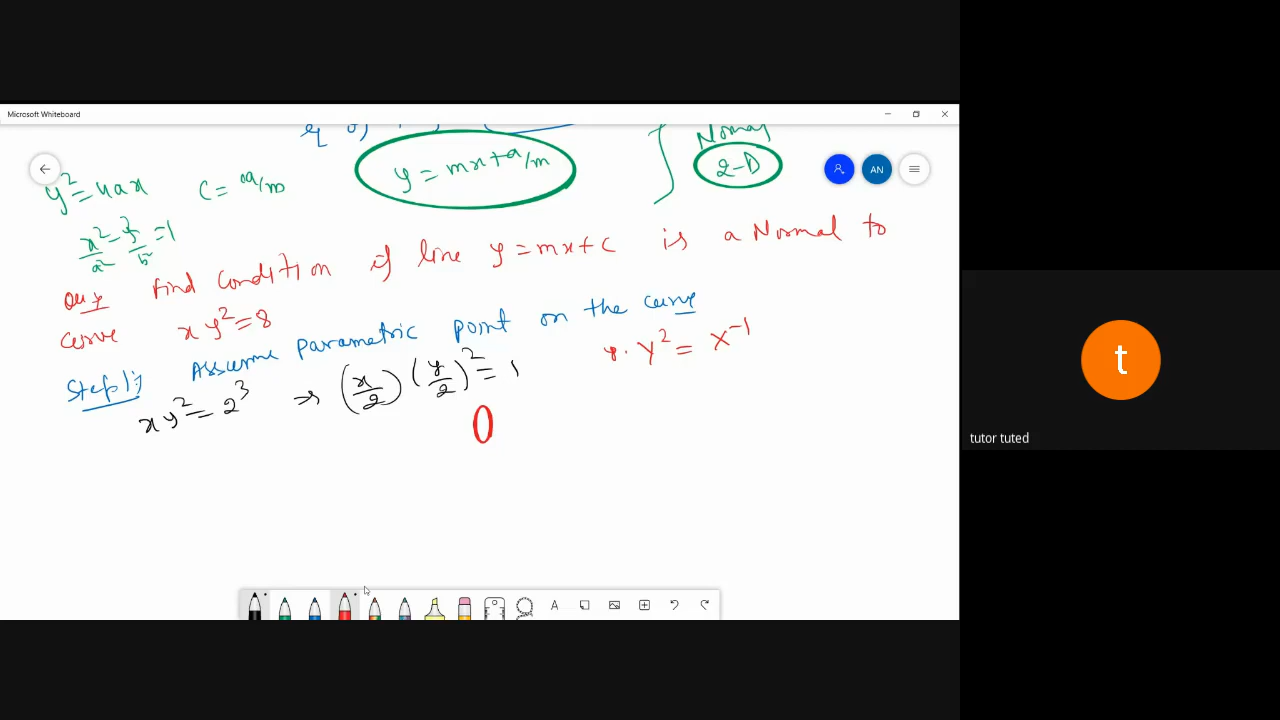 Microsoft Whiteboard
Normal
y = mx + a/m
2-D
AN
y² = 4ax
C = a/m
x²/a² - y²/b² = 1
Find condition if line y = mx + c is a Normal to
curve xy² = 8
Step 1: Assume parametric point on the curve
xy² = 2³ ⇒ (x/2) (y/2)² = 1
Y² = X⁻¹
0
A
t
tutor tuted